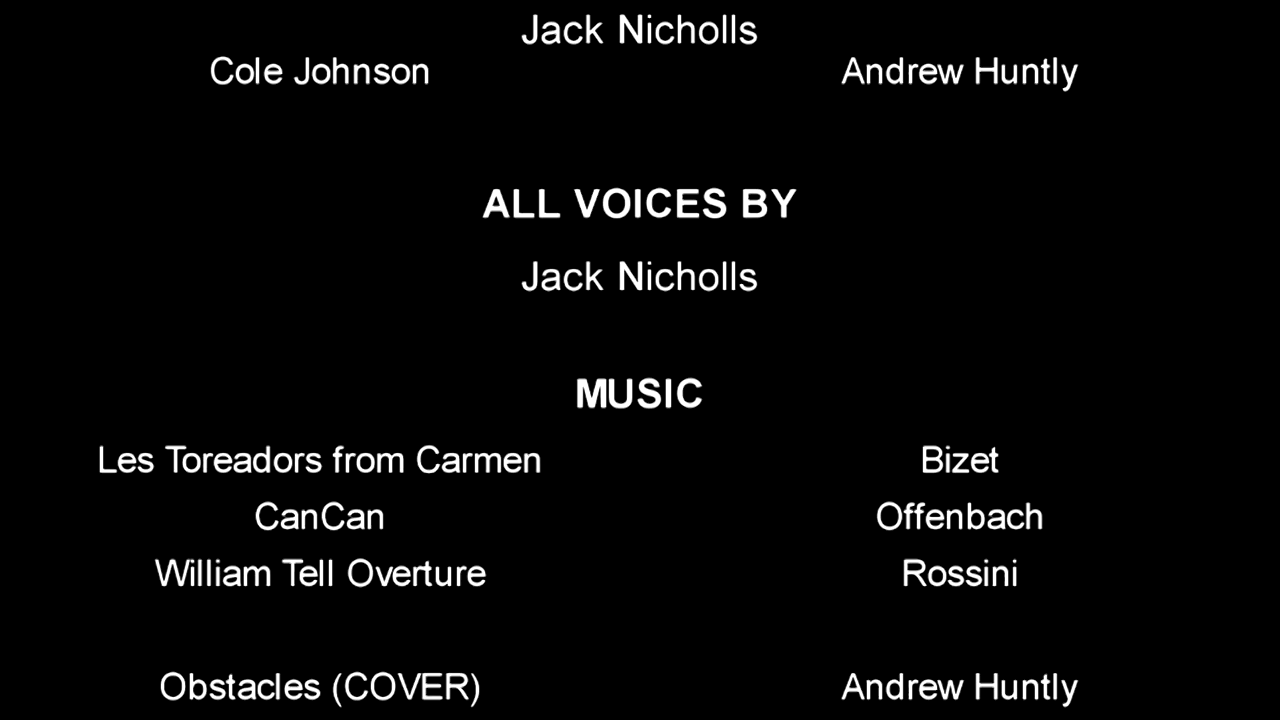 Jack Nicholls
Cole Johnson Andrew Huntly
ALL VOICES BY
Jack Nicholls
MUSIC
Les Toreadors from Carmen Bizet
CanCan Offenbach
William Tell Overture Rossini
Obstacles (COVER) Andrew Huntly